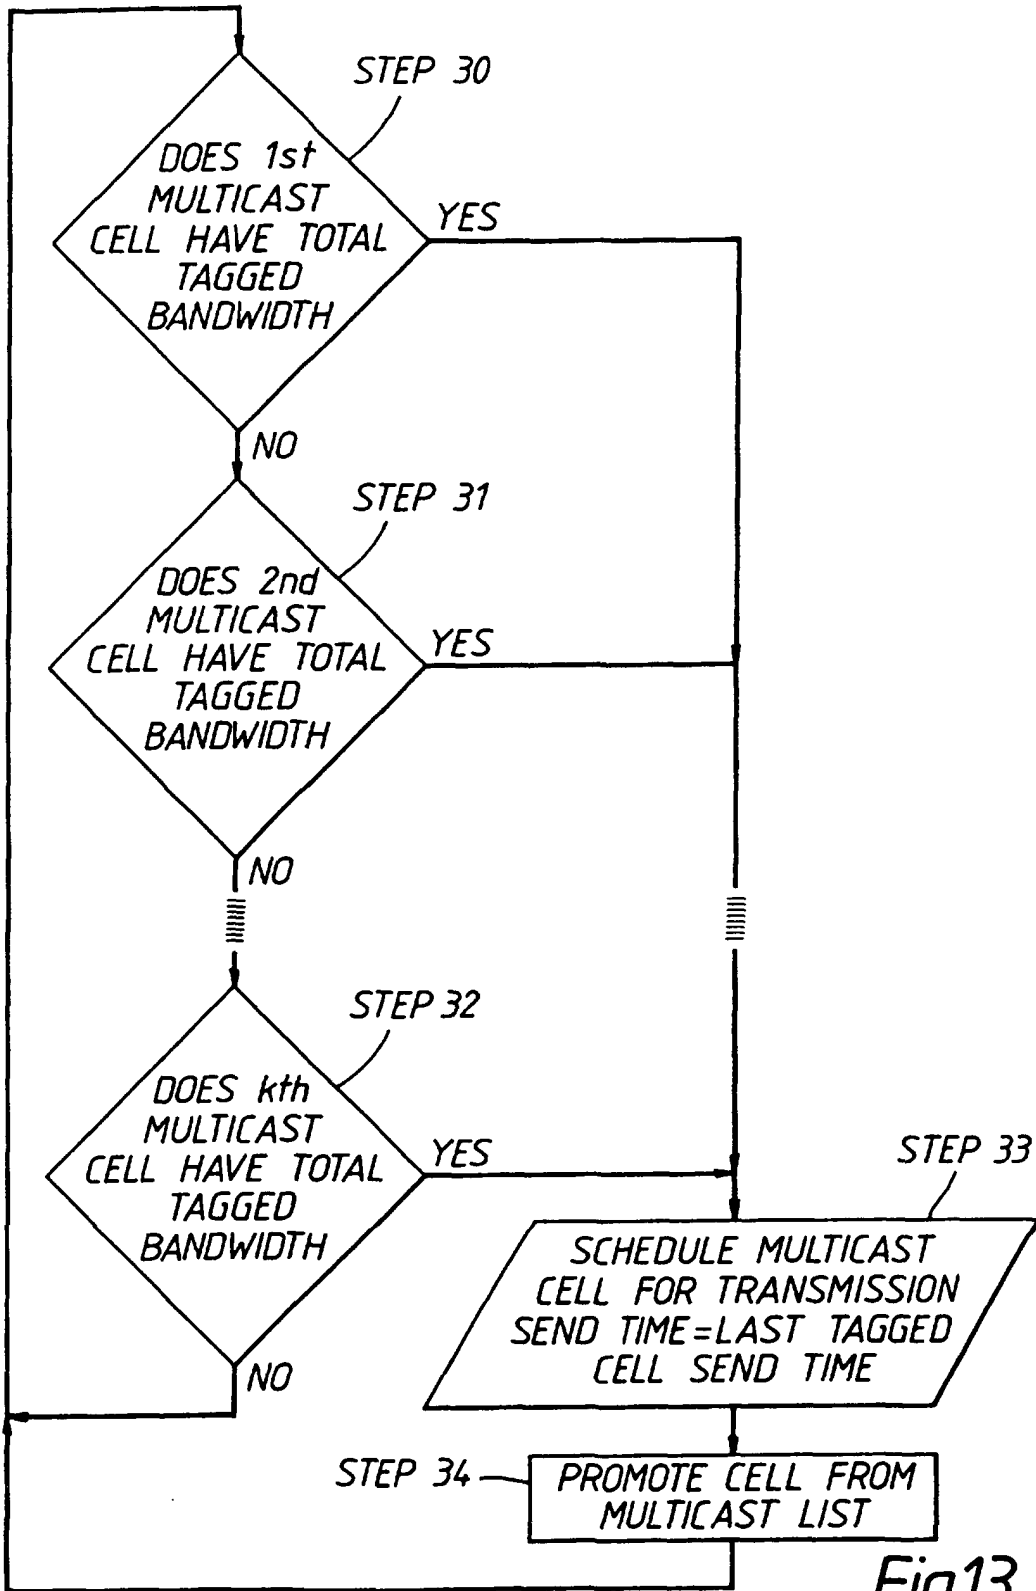 STEP 30
DOES 1st
MULTICAST
CELL HAVE TOTAL
TAGGED
BANDWIDTH
YES
NO
STEP 31
DOES 2nd
MULTICAST
CELL HAVE TOTAL
TAGGED
BANDWIDTH
YES
NO
STEP 32
DOES kth
MULTICAST
CELL HAVE TOTAL
TAGGED
BANDWIDTH
YES
NO
STEP 33
SCHEDULE MULTICAST
CELL FOR TRANSMISSION
SEND TIME=LAST TAGGED
CELL SEND TIME
STEP 34
PROMOTE CELL FROM
MULTICAST LIST
Fig.13